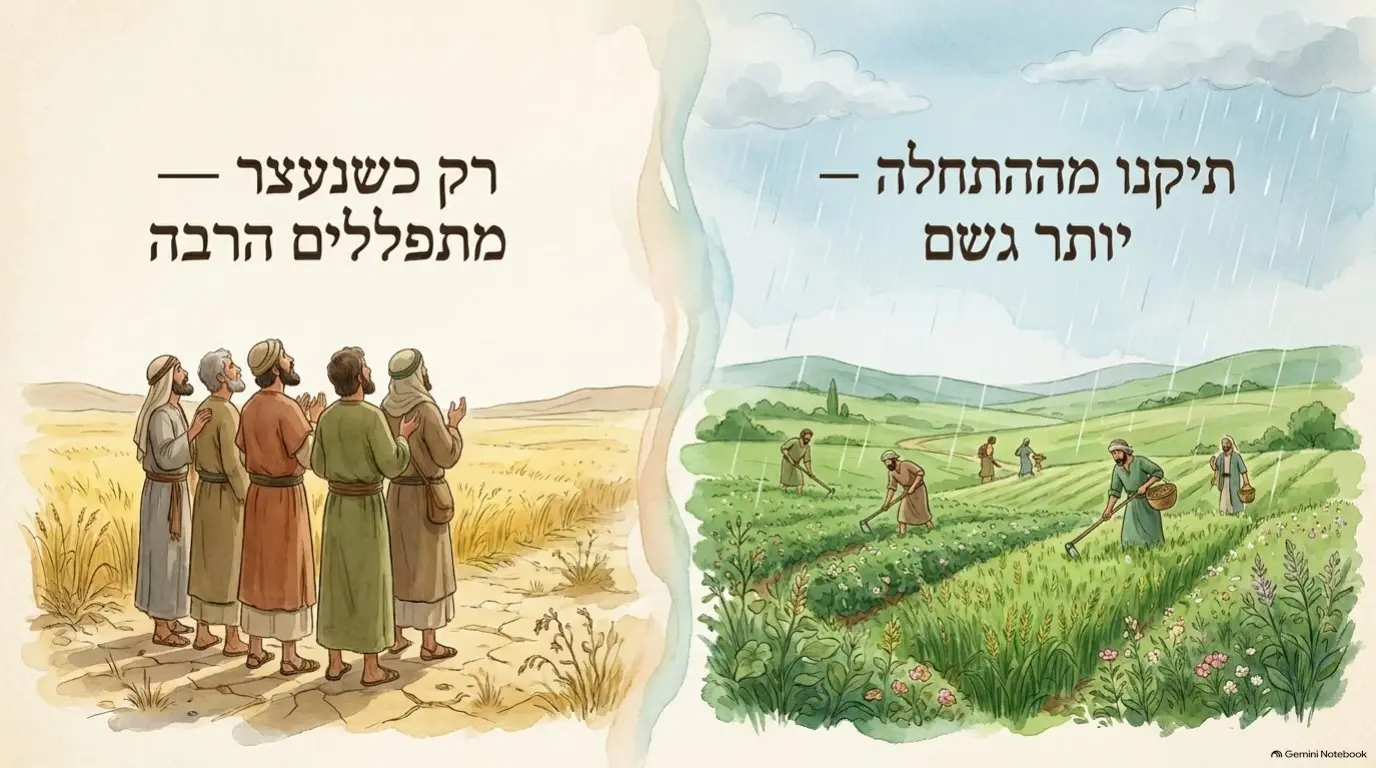 תיקנו מההתחלה —
יותר גשם
רק כשנעצר —
מתפללים הרבה
Gemini Notebook